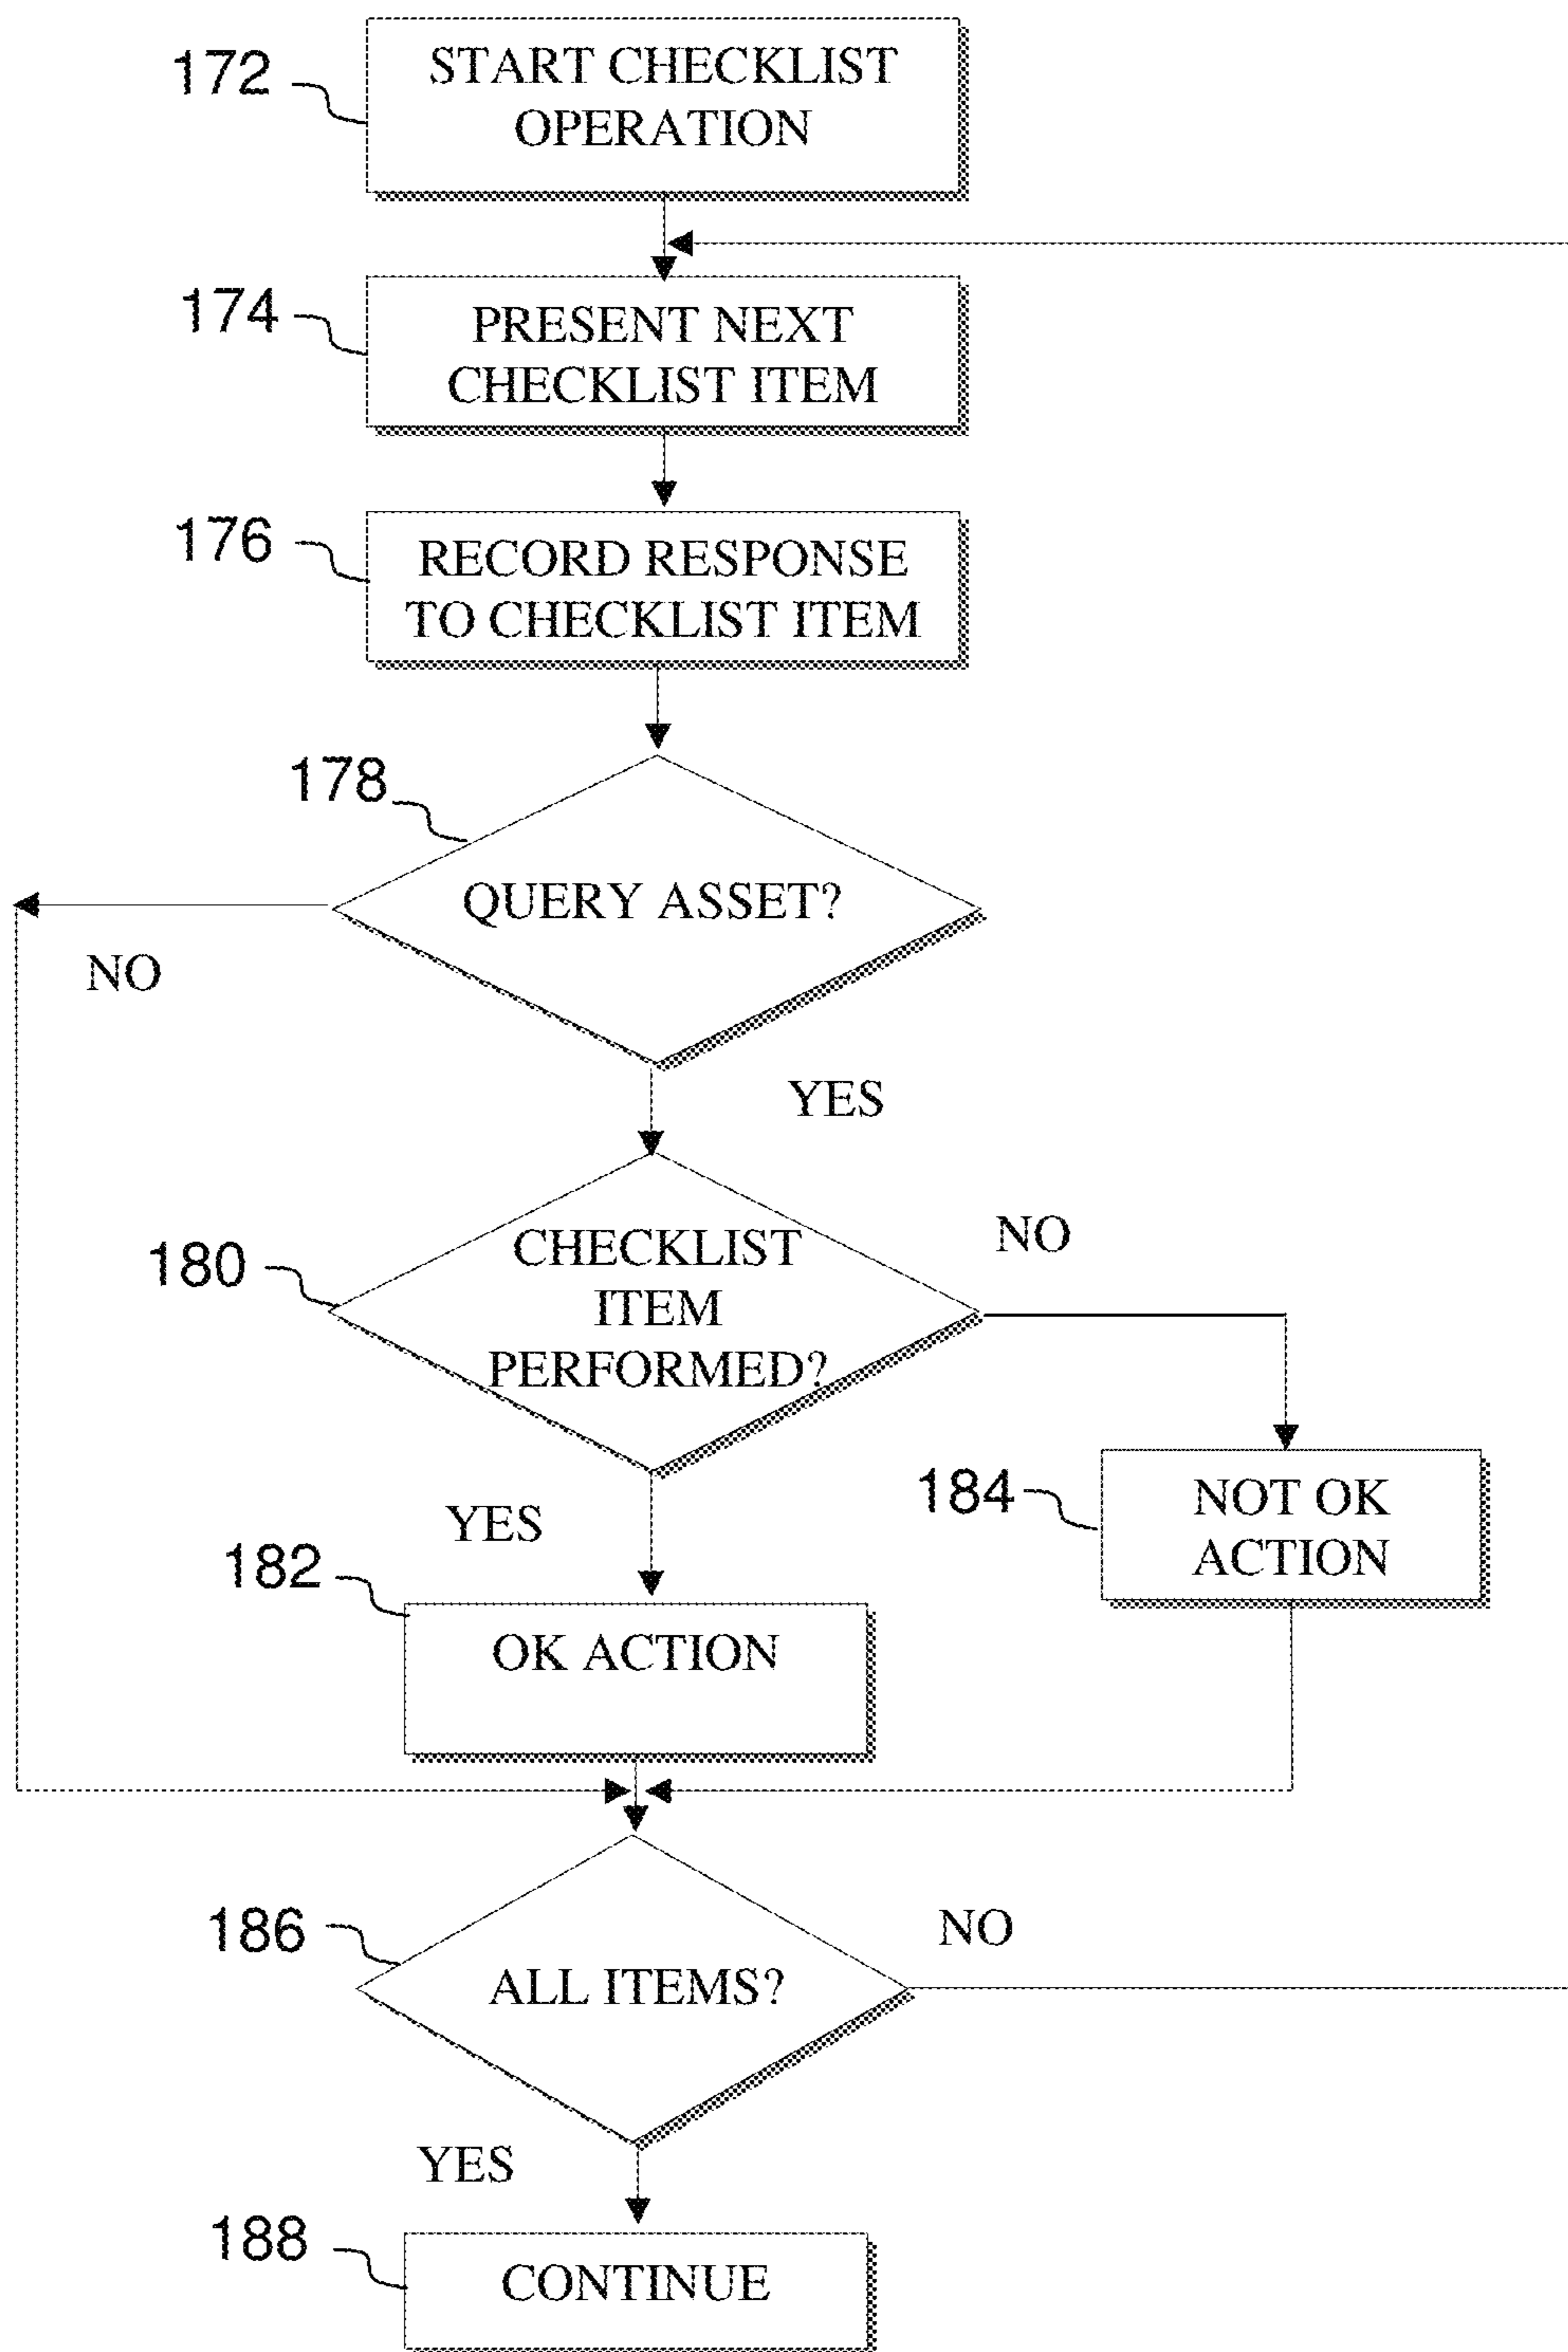 172
START CHECKLIST
OPERATION
174
PRESENT NEXT
CHECKLIST ITEM
176
RECORD RESPONSE
TO CHECKLIST ITEM
178
QUERY ASSET?
NO
YES
180
CHECKLIST
ITEM
PERFORMED?
NO
YES
184
NOT OK
ACTION
182
OK ACTION
186
ALL ITEMS?
NO
YES
188
CONTINUE